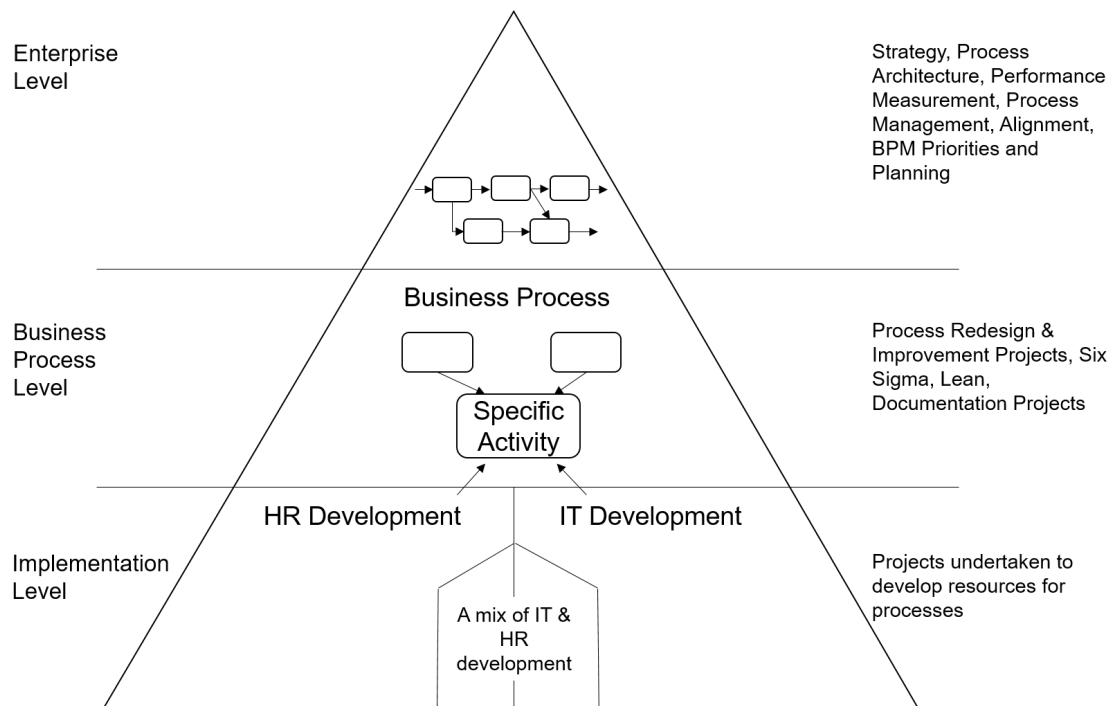 Enterprise
Level
Strategy, Process
Architecture, Performance
Measurement, Process
Management, Alignment,
BPM Priorities and
Planning
Business Process
Business
Process
Level
Process Redesign &
Improvement Projects, Six
Sigma, Lean,
Documentation Projects
Specific
Activity
HR Development
IT Development
Implementation
Level
A mix of IT &
HR
development
Projects undertaken to
develop resources for
processes